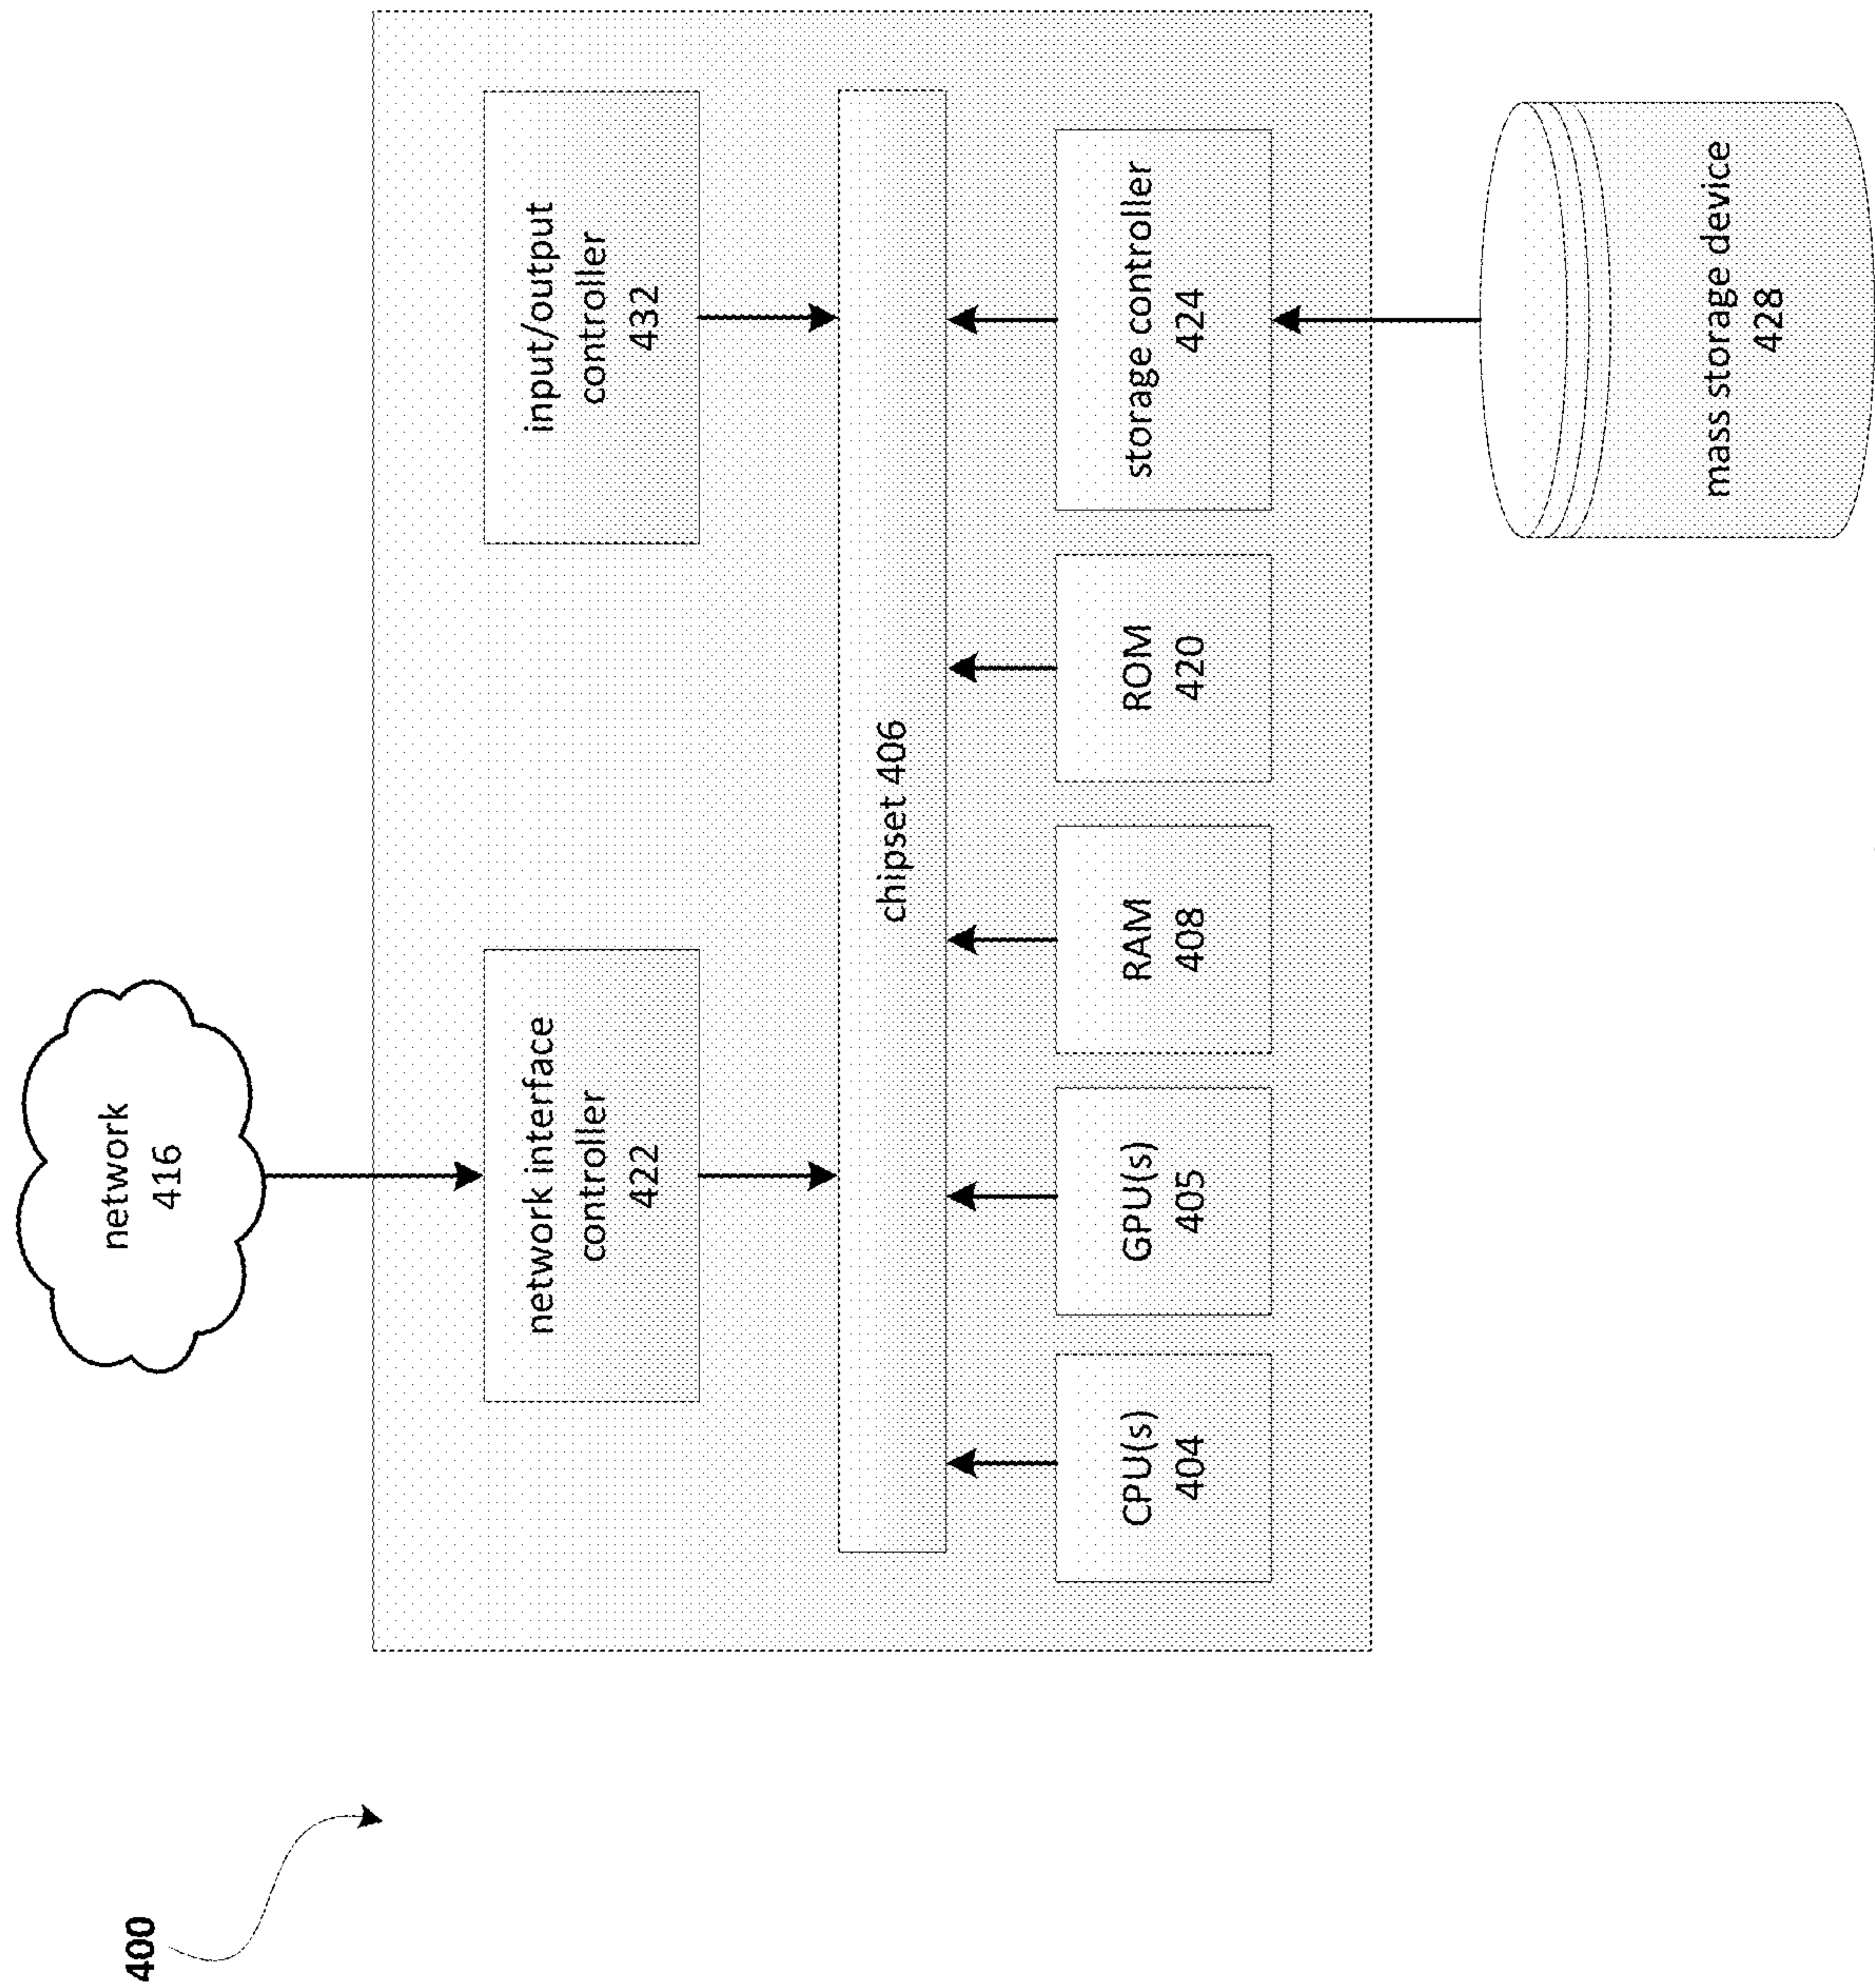 400
network
416
network interface
controller
422
input/output
controller
432
chipset 406
CPU(s)
404
GPU(s)
405
RAM
408
ROM
420
storage controller
424
mass storage device
428